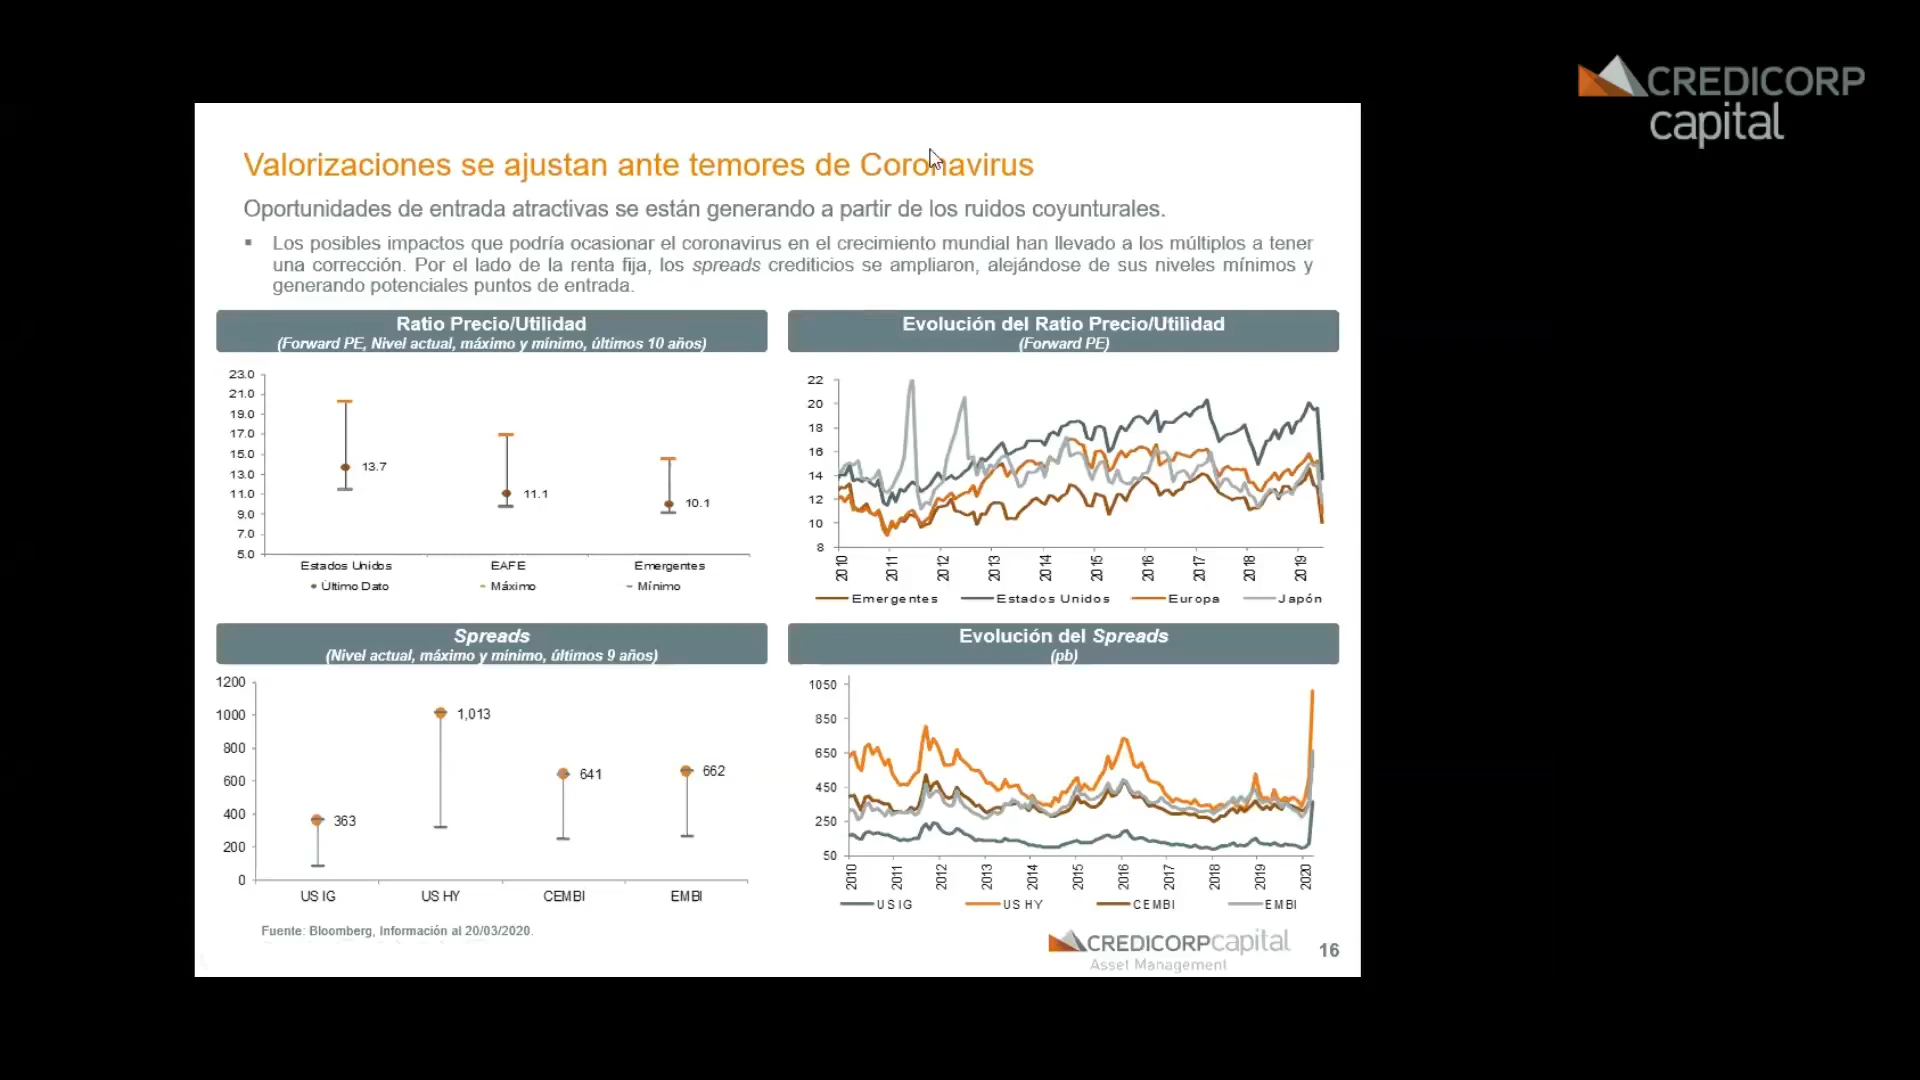 CREDICORP
capital
Valorizaciones se ajustan ante temores de Coronavirus
Oportunidades de entrada atractivas se están generando a partir de los ruidos coyunturales.
▪ Los posibles impactos que podría ocasionar el coronavirus en el crecimiento mundial han llevado a los múltiplos a tener
una corrección. Por el lado de la renta fija, los spreads crediticios se ampliaron, alejándose de sus niveles mínimos y
generando potenciales puntos de entrada.
Ratio Precio/Utilidad
(Forward PE, Nivel actual, máximo y mínimo, últimos 10 años)
23.0
21.0
19.0
17.0
15.0
13.0
11.0
9.0
7.0
5.0
13.7
11.1
10.1
Estados Unidos EAFE Emergentes
Último Dato Máximo Mínimo
Evolución del Ratio Precio/Utilidad
(Forward PE)
22
20
18
16
14
12
10
8
2010 2011 2012 2013 2014 2015 2016 2017 2018 2019
Emergentes Estados Unidos Europa Japón
Spreads
(Nivel actual, máximo y mínimo, últimos 9 años)
1200
1000
800
600
400
200
0
363
1,013
641
662
US IG US HY CEMBI EMBI
Evolución del Spreads
(pb)
1050
850
650
450
250
50
2010 2011 2012 2013 2014 2015 2016 2017 2018 2019 2020
US IG US HY CEMBI EMBI
Fuente: Bloomberg, Información al 20/03/2020.
CREDICORPcapital
Asset Management
16